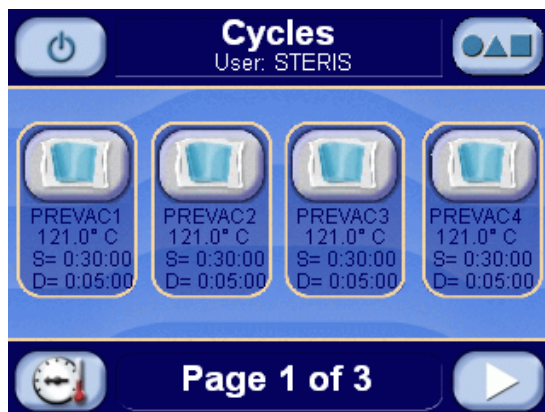 Cycles
User: STERIS
PREVAC1
121.0° C
S= 0:30:00
D= 0:05:00
PREVAC2
121.0° C
S= 0:30:00
D= 0:05:00
PREVAC3
121.0° C
S= 0:30:00
D= 0:05:00
PREVAC4
121.0° C
S= 0:30:00
D= 0:05:00
Page 1 of 3